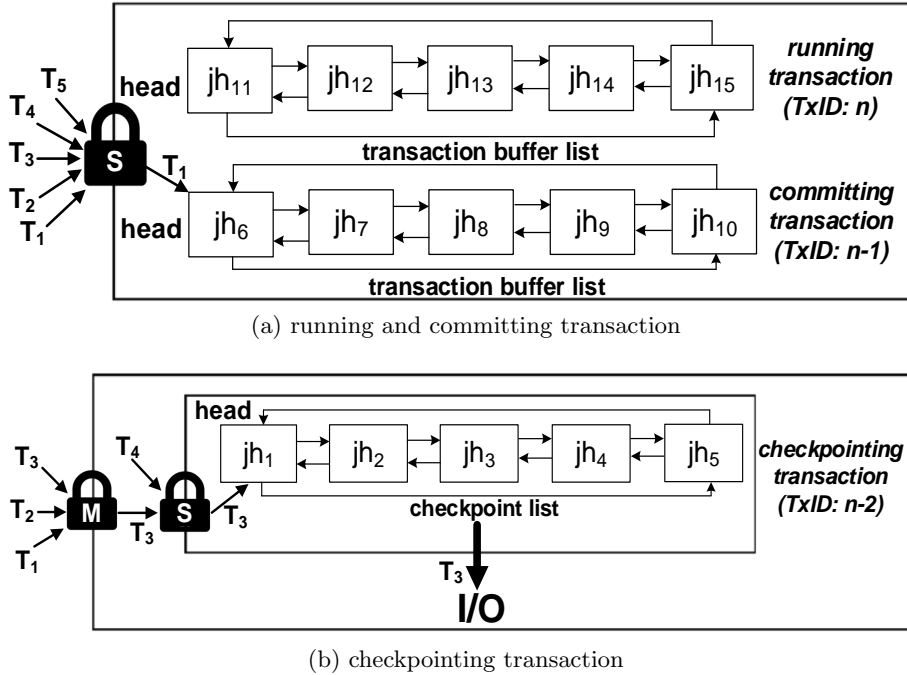 T5
T4
T3
T2
T1
S
T1
head
jh11
jh12
jh13
jh14
jh15
running
transaction
(TxID: n)
transaction buffer list
head
jh6
jh7
jh8
jh9
jh10
committing
transaction
(TxID: n-1)
transaction buffer list
(a) running and committing transaction
T3
T2
T1
M
T3
T4
S
T3
head
jh1
jh2
jh3
jh4
jh5
checkpoint list
checkpointing
transaction
(TxID: n-2)
T3
I/O
(b) checkpointing transaction